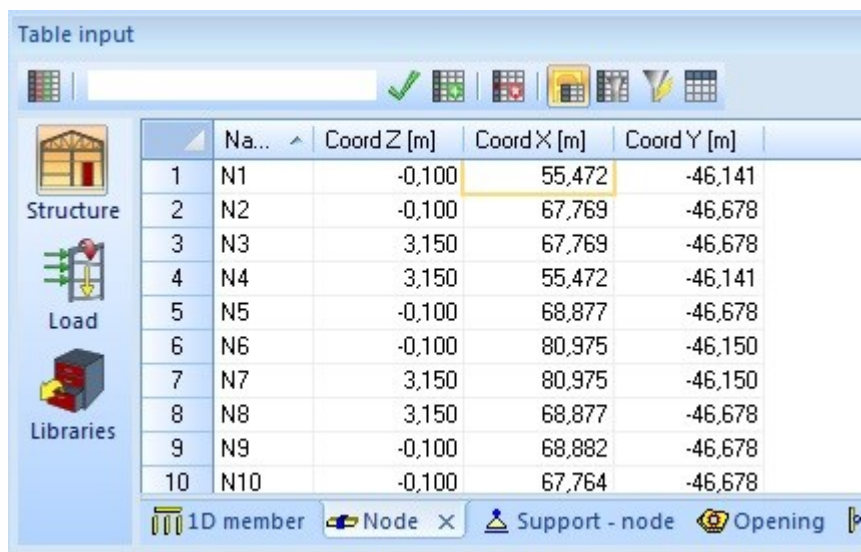 Table input
Na... Coord Z [m] Coord X [m] Coord Y [m]
1 N1 -0,100 55,472 -46,141
2 N2 -0,100 67,769 -46,678
3 N3 3,150 67,769 -46,678
4 N4 3,150 55,472 -46,141
5 N5 -0,100 68,877 -46,678
6 N6 -0,100 80,975 -46,150
7 N7 3,150 80,975 -46,150
8 N8 3,150 68,877 -46,678
9 N9 -0,100 68,882 -46,678
10 N10 -0,100 67,764 -46,678
Structure
Load
Libraries
1D member Node Support - node Opening